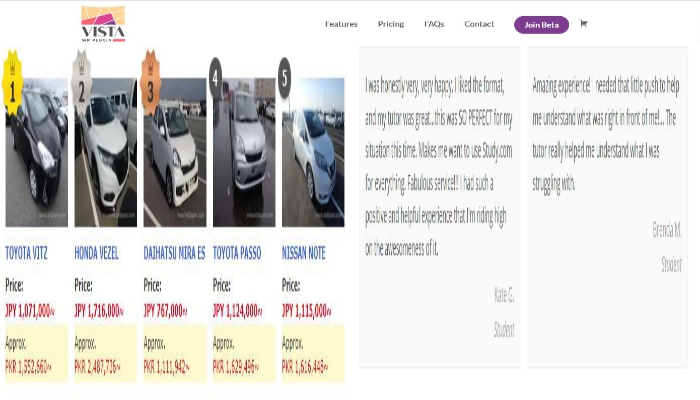 VISTA
WP PLUGIN
Features
Pricing
FAQs
Contact
Join Beta
1
2
3
4
5
TOYOTA VITZ
Price:
JPY 1,071,000~
Approx.
PKR 1,552,660~
HONDA VEZEL
Price:
JPY 1,716,000~
Approx.
PKR 2,487,736~
DAIHATSU MIRA ES
Price:
JPY 767,000~
Approx.
PKR 1,111,942~
TOYOTA PASSO
Price:
JPY 1,124,000~
Approx.
PKR 1,629,496~
NISSAN NOTE
Price:
JPY 1,115,000~
Approx.
PKR 1,616,448~
I was honestly very, very happy: I liked the format,
and my tutor was great...this was SO PERFECT for my
situation this time. Makes me want to use Study.com
for everything. Fabulous service!! I had such a
positive and helpful experience that I'm riding high
on the awesomeness of it.
Kate G.
Student
Amazing experience! I needed that little push to help
me understand what was right in front of me!... The
tutor really helped me understand what I was
struggling with.
Brenda M.
Student